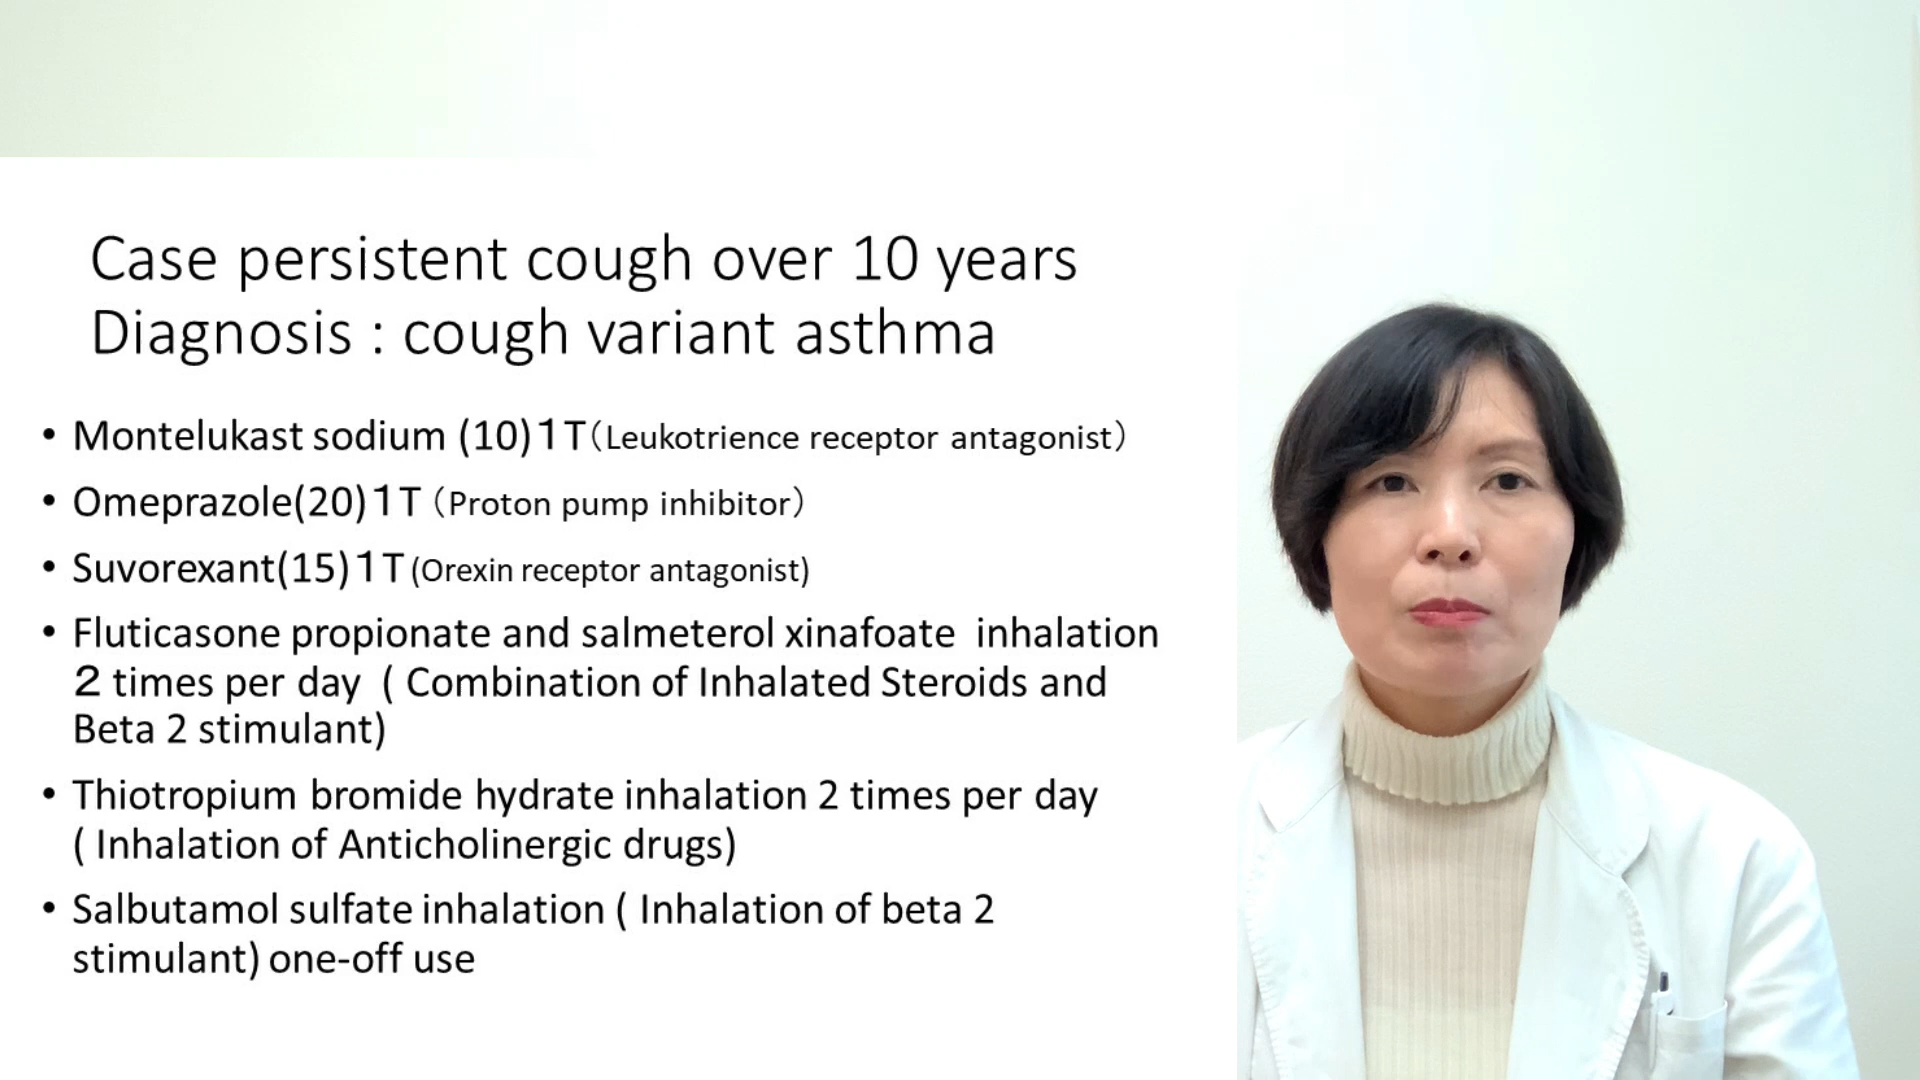 Case persistent cough over 10 years
Diagnosis : cough variant asthma
• Montelukast sodium (10)1T（Leukotrience receptor antagonist）
• Omeprazole(20)1T（Proton pump inhibitor）
• Suvorexant(15)1T(Orexin receptor antagonist)
• Fluticasone propionate and salmeterol xinafoate inhalation
2 times per day ( Combination of Inhalated Steroids and
Beta 2 stimulant)
• Thiotropium bromide hydrate inhalation 2 times per day
( Inhalation of Anticholinergic drugs)
• Salbutamol sulfate inhalation ( Inhalation of beta 2
stimulant) one-off use